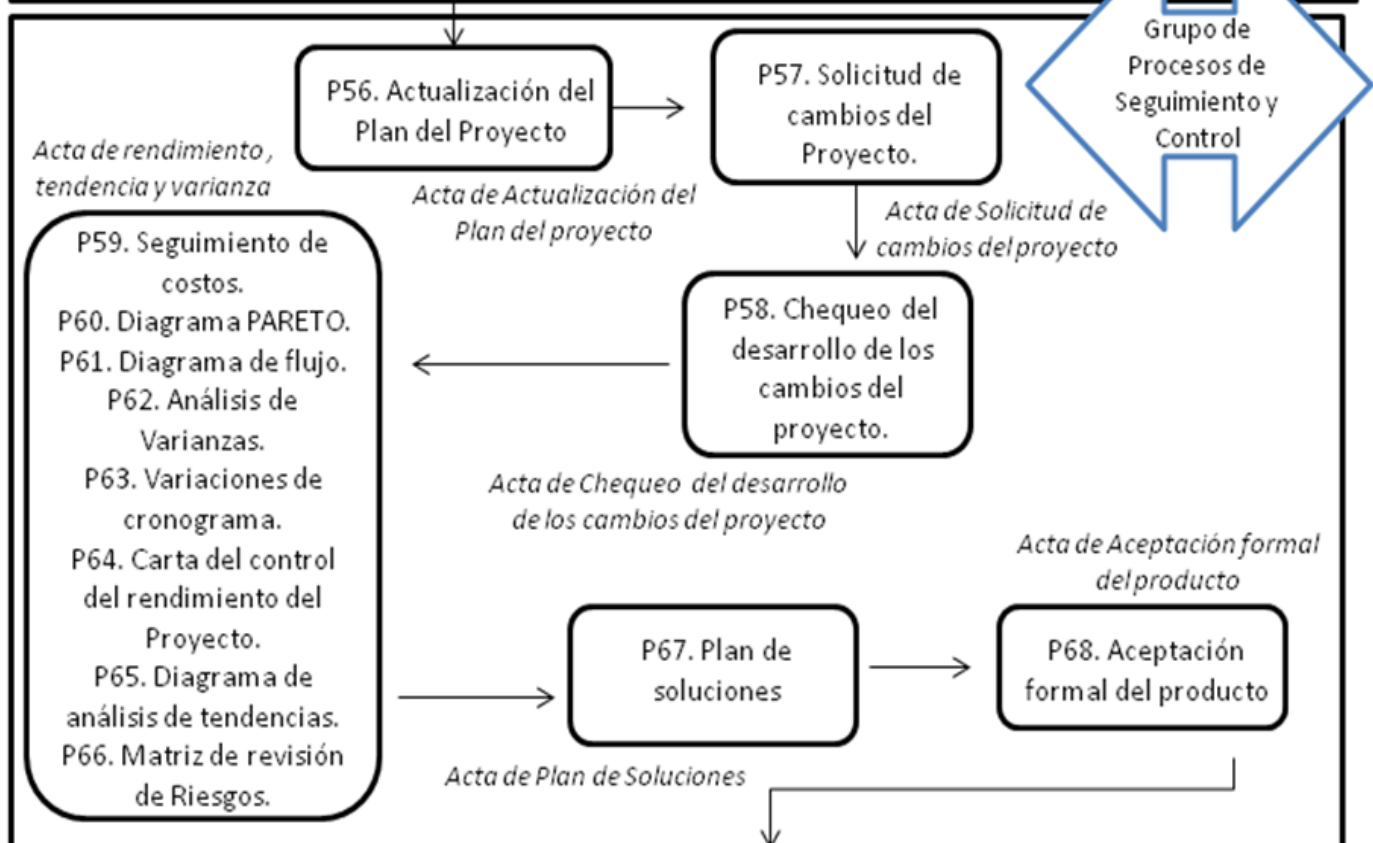 Grupo de
Procesos de
Seguimiento y
Control
P56. Actualización del
Plan del Proyecto
P57. Solicitud de
cambios del
Proyecto.
Acta de rendimiento,
tendencia y varianza
Acta de Actualización del
Plan del proyecto
Acta de Solicitud de
cambios del proyecto
P58. Chequeo del
desarrollo de los
cambios del
proyecto.
Acta de Chequeo del desarrollo
de los cambios del proyecto
P59. Seguimiento de
costos.
P60. Diagrama PARETO.
P61. Diagrama de flujo.
P62. Análisis de
Varianzas.
P63. Variaciones de
cronograma.
P64. Carta del control
del rendimiento del
Proyecto.
P65. Diagrama de
análisis de tendencias.
P66. Matriz de revisión
de Riesgos.
P67. Plan de
soluciones
Acta de Plan de Soluciones
Acta de Aceptación formal
del producto
P68. Aceptación
formal del producto